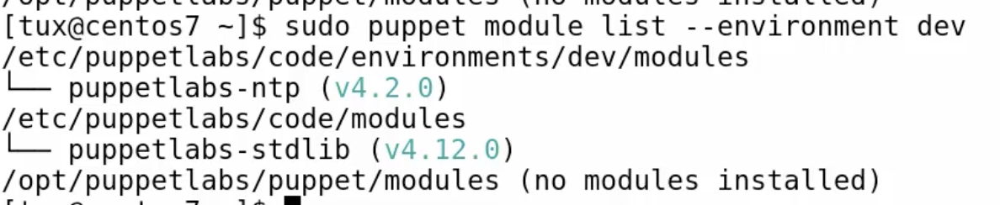 /opt/puppetlabs/puppet/modules (no modules installed)
[tux@centos7 ~]$ sudo puppet module list --environment dev
/etc/puppetlabs/code/environments/dev/modules
└── puppetlabs-ntp (v4.2.0)
/etc/puppetlabs/code/modules
└── puppetlabs-stdlib (v4.12.0)
/opt/puppetlabs/puppet/modules (no modules installed)
[tux@centos7 ~]$